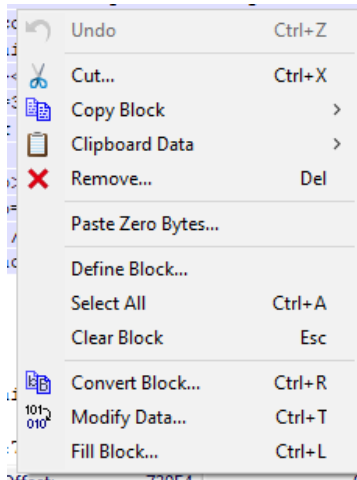 Undo Ctrl+Z
Cut... Ctrl+X
Copy Block >
Clipboard Data >
Remove... Del
Paste Zero Bytes...
Define Block...
Select All Ctrl+A
Clear Block Esc
Convert Block... Ctrl+R
Modify Data... Ctrl+T
Fill Block... Ctrl+L